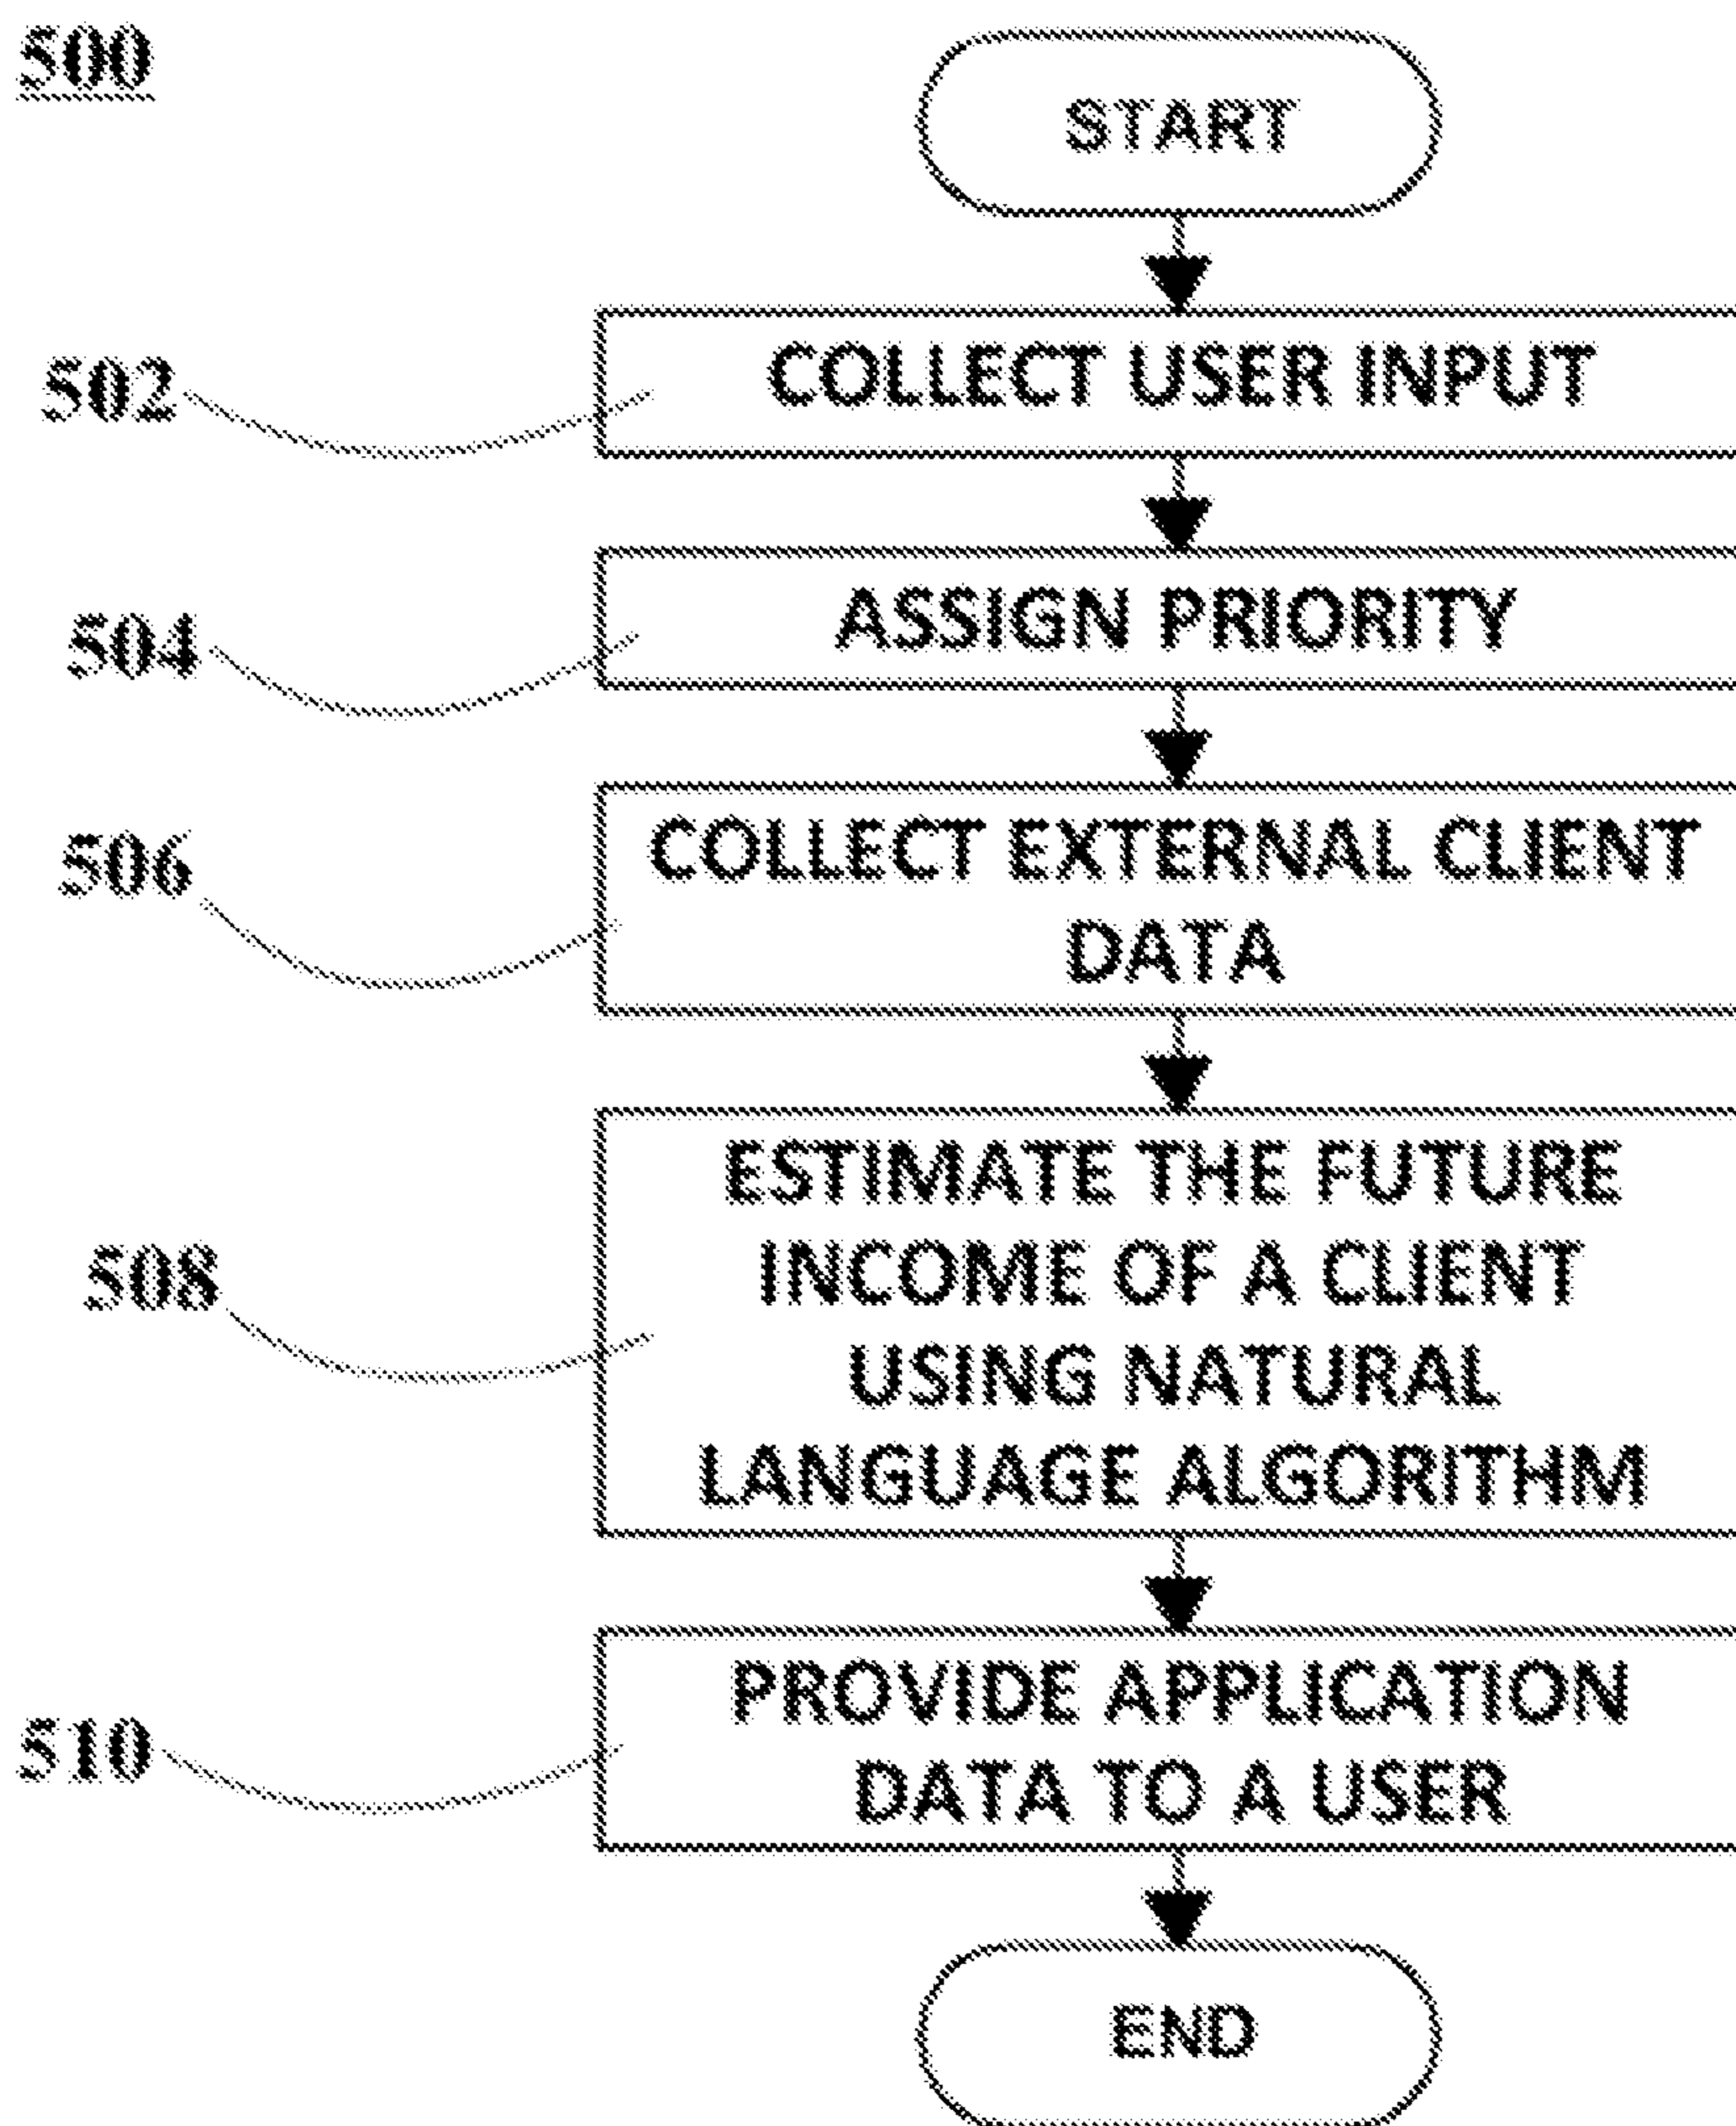 500
START
502
COLLECT USER INPUT
504
ASSIGN PRIORITY
506
COLLECT EXTERNAL CLIENT
DATA
508
ESTIMATE THE FUTURE
INCOME OF A CLIENT
USING NATURAL
LANGUAGE ALGORITHM
510
PROVIDE APPLICATION
DATA TO A USER
END